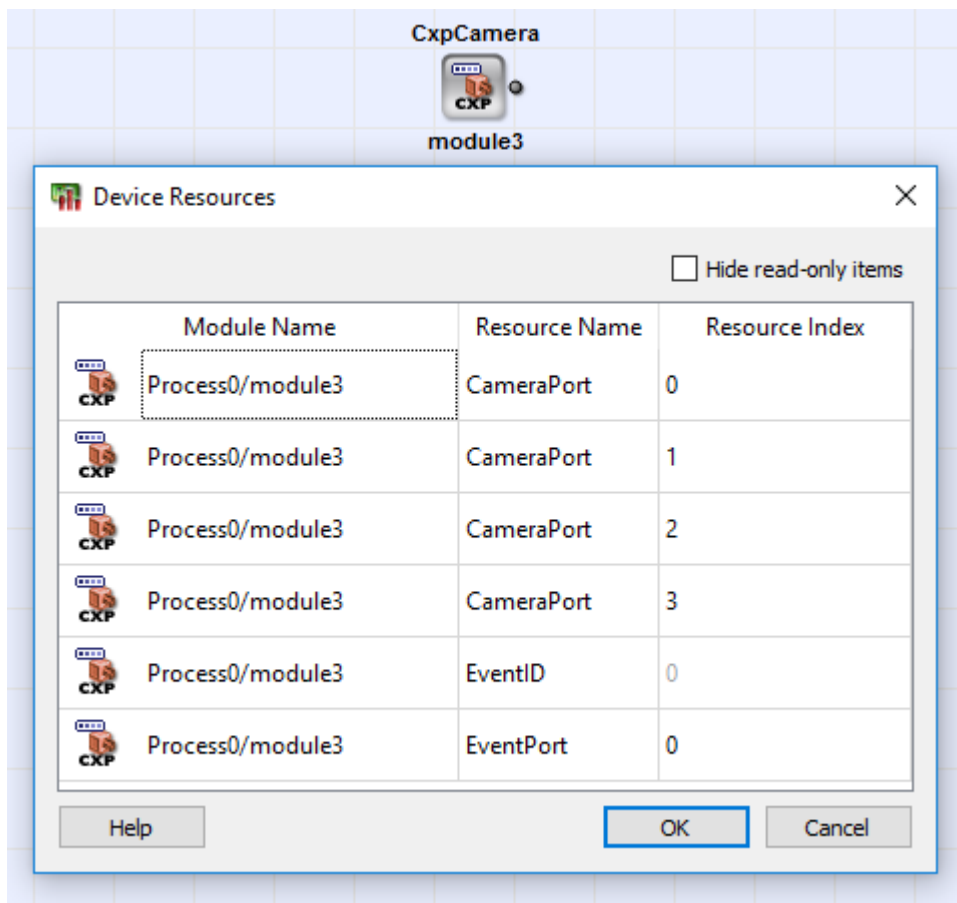 CxpCamera
CXP
module3
Device Resources
Hide read-only items
Module Name Resource Name Resource Index
CXP Process0/module3 CameraPort 0
CXP Process0/module3 CameraPort 1
CXP Process0/module3 CameraPort 2
CXP Process0/module3 CameraPort 3
CXP Process0/module3 EventID 0
CXP Process0/module3 EventPort 0
Help OK Cancel